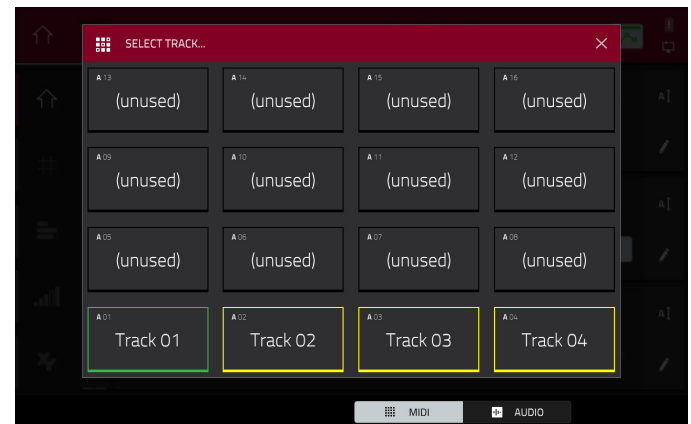 SELECT TRACK...
A 13 A 14 A 15 A 16
(unused) (unused) (unused) (unused)
A 09 A 10 A 11 A 12
(unused) (unused) (unused) (unused)
A 05 A 06 A 07 A 08
(unused) (unused) (unused) (unused)
A 01 A 02 A 03 A 04
Track 01 Track 02 Track 03 Track 04
MIDI AUDIO